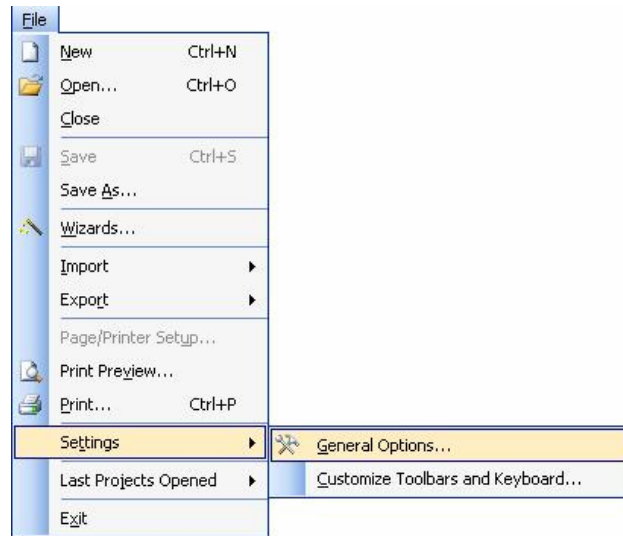 File
New Ctrl+N
Open... Ctrl+O
Close
Save Ctrl+S
Save As...
Wizards...
Import
Export
Page/Printer Setup...
Print Preview...
Print... Ctrl+P
Settings
General Options...
Last Projects Opened
Customize Toolbars and Keyboard...
Exit